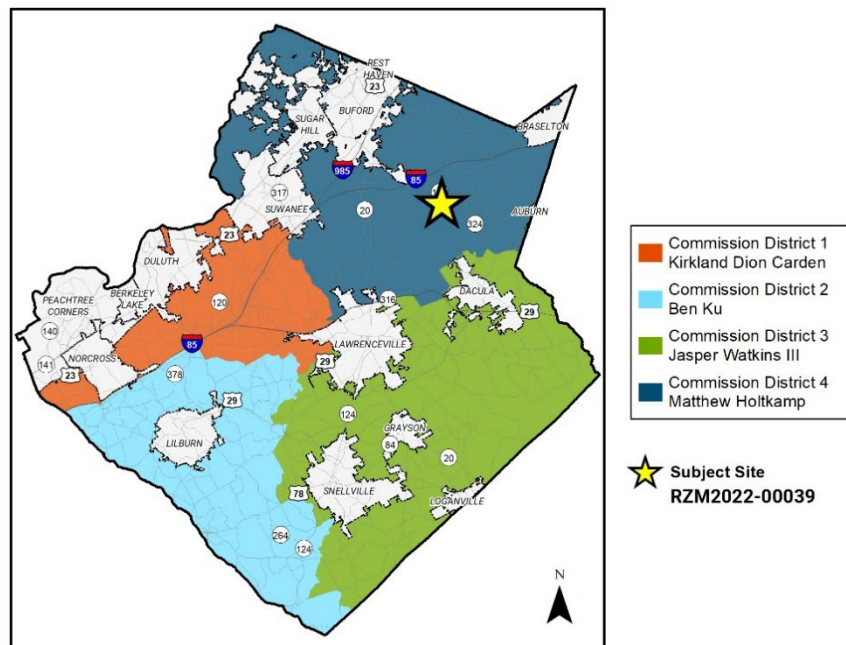 REST
HAVEN
23
BUFORD
SUGAR
HILL
BRASELTON
985
85
317
SUWANEE
20
324
AUBURN
23
DULUTH
BERKELEY
LAKE
PEACHTREE
CORNERS
120
140
141
NORCROSS
23
85
316
DACULA
29
LAWRENCEVILLE
29
378
29
LILBURN
124
GRAYSON
84
20
SNELLVILLE
78
LOGANVILLE
264
124
N
Commission District 1
Kirkland Dion Carden
Commission District 2
Ben Ku
Commission District 3
Jasper Watkins III
Commission District 4
Matthew Holtkamp
Subject Site
RZM2022-00039